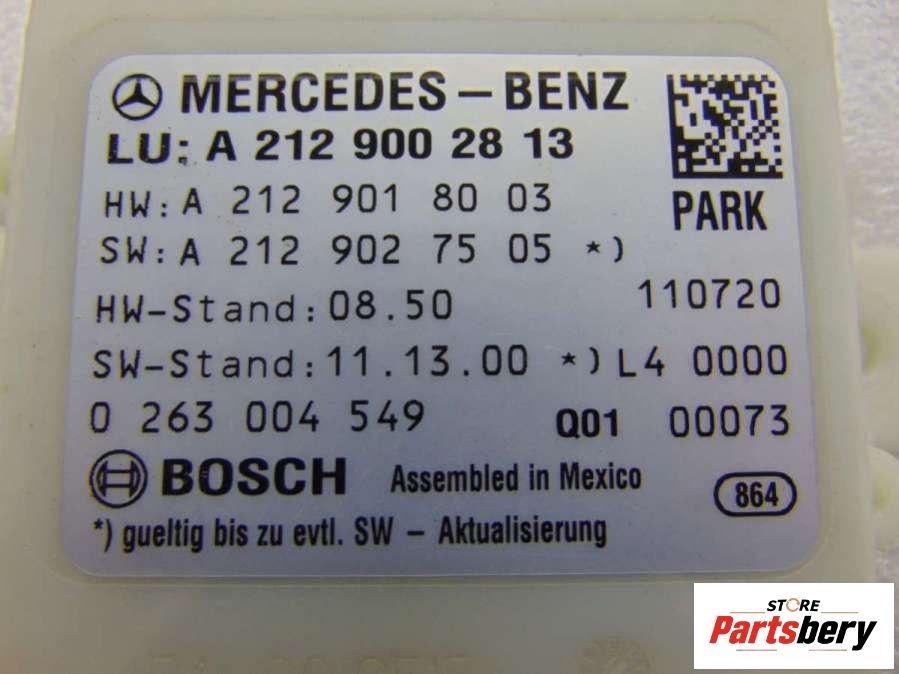 MERCEDES-BENZ
LU: A 212 900 28 13
HW: A 212 901 80 03
PARK
SW: A 212 902 75 05 *)
HW-Stand: 08.50
110720
SW-Stand: 11.13.00 *) L4 0000
0 263 004 549 Q01 00073
BOSCH Assembled in Mexico 864
*) gueltig bis zu evtl. SW - Aktualisierung
STORE
Partsbery